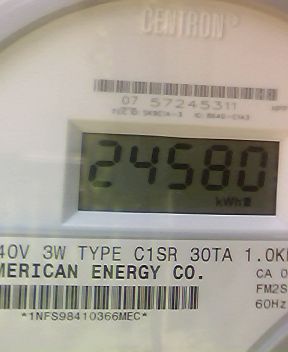 CENTRON®
07 57245311
24580
kWh
40V 3W TYPE C1SR 30TA 1.0K
MERICAN ENERGY CO.
CA 0
FM2S
60Hz
*1NFS98410366MEC*